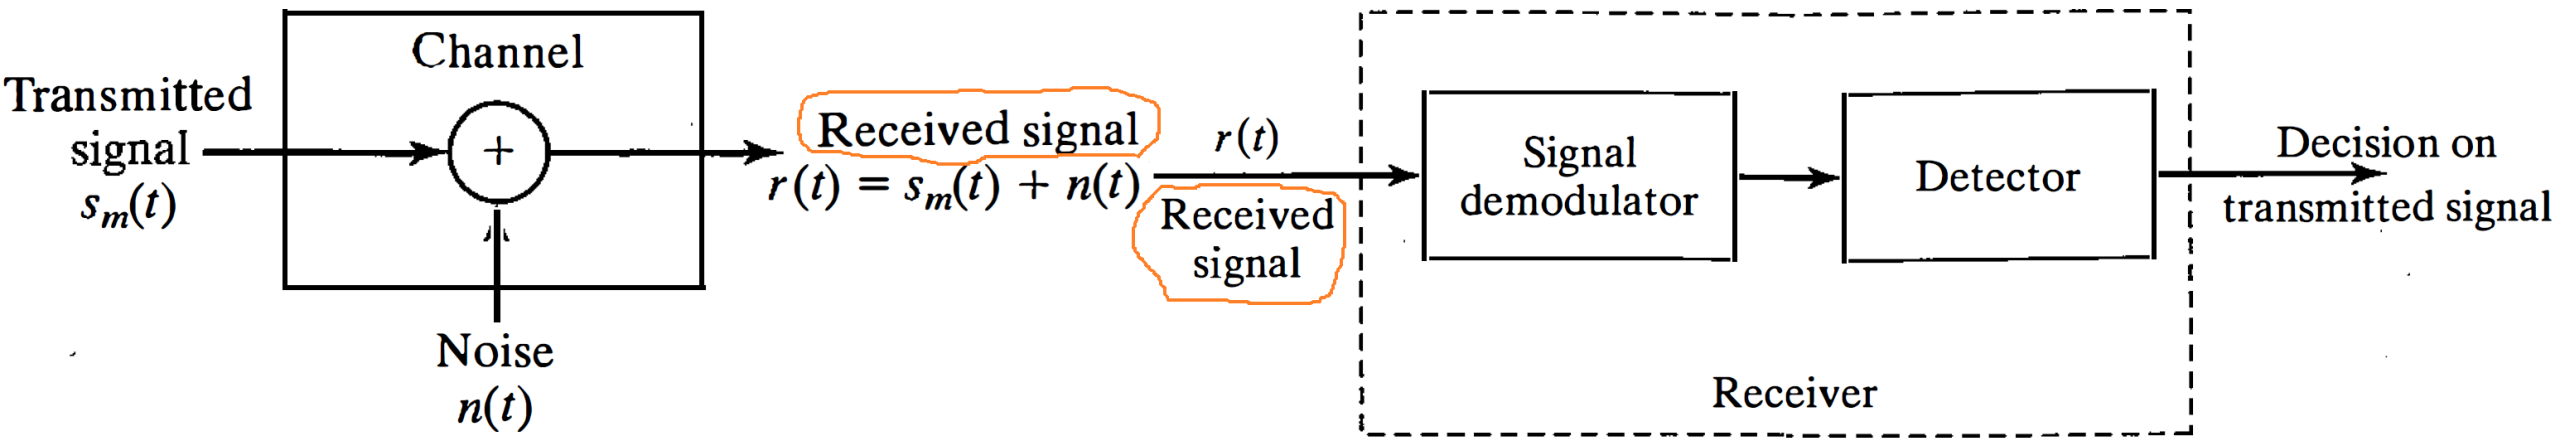 Transmitted
signal
s_m(t)
Channel
+
Noise
n(t)
Received signal
r(t) = s_m(t) + n(t)
r(t)
Received
signal
Signal
demodulator
Detector
Receiver
Decision on
transmitted signal